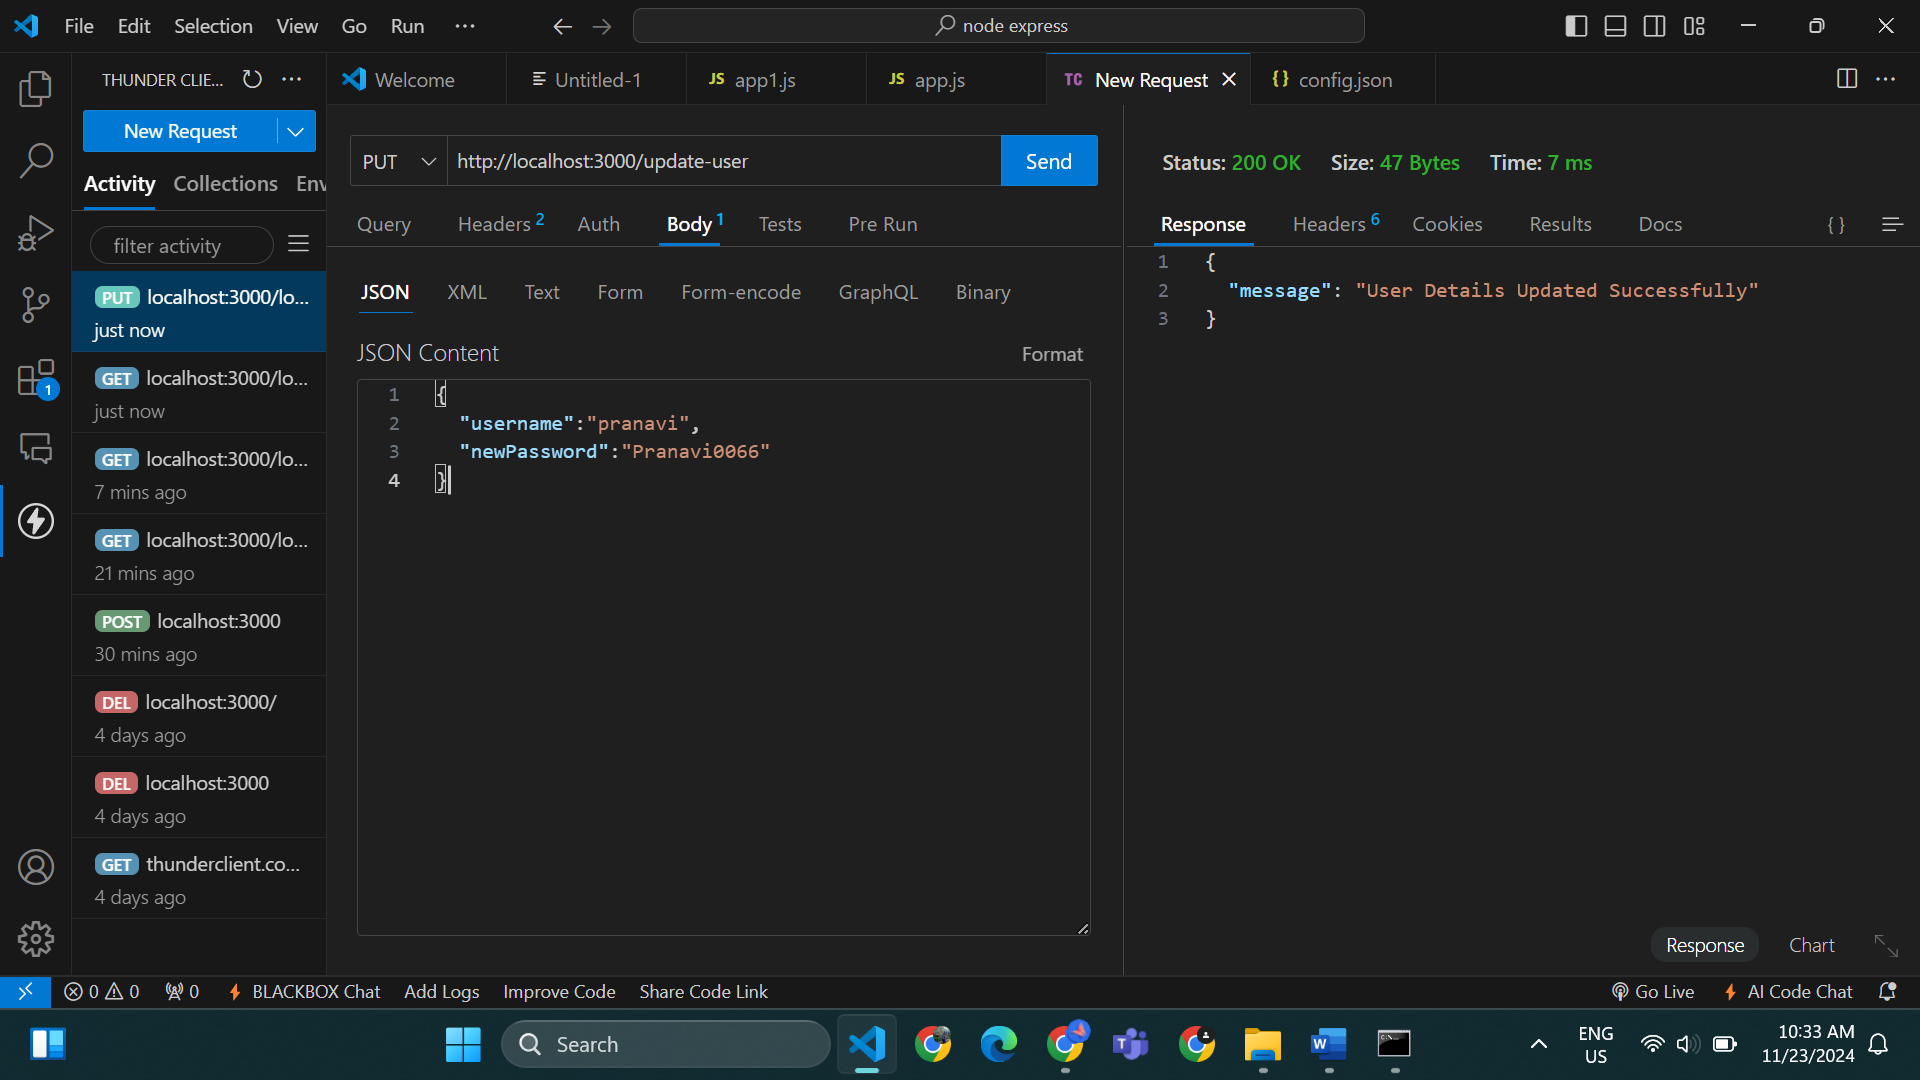 File Edit Selection View Go Run ···
node express
THUNDER CLIE... ···
Welcome Untitled-1 JS app1.js JS app.js TC New Request {} config.json ···
New Request
Activity Collections Env
filter activity
PUT localhost:3000/lo...
just now
GET localhost:3000/lo...
just now
GET localhost:3000/lo...
7 mins ago
GET localhost:3000/lo...
21 mins ago
POST localhost:3000
30 mins ago
DEL localhost:3000/
4 days ago
DEL localhost:3000
4 days ago
GET thunderclient.co...
4 days ago
1
PUT http://localhost:3000/update-user Send
Query Headers 2 Auth Body 1 Tests Pre Run
JSON XML Text Form Form-encode GraphQL Binary
JSON Content Format
1 {
2 "username":"pranavi",
3 "newPassword":"Pranavi0066"
4 }
Status: 200 OK Size: 47 Bytes Time: 7 ms
Response Headers 6 Cookies Results Docs { }
1 {
2 "message": "User Details Updated Successfully"
3 }
Response Chart
0 0 0 BLACKBOX Chat Add Logs Improve Code Share Code Link Go Live AI Code Chat
Search
ENG
US
10:33 AM
11/23/2024